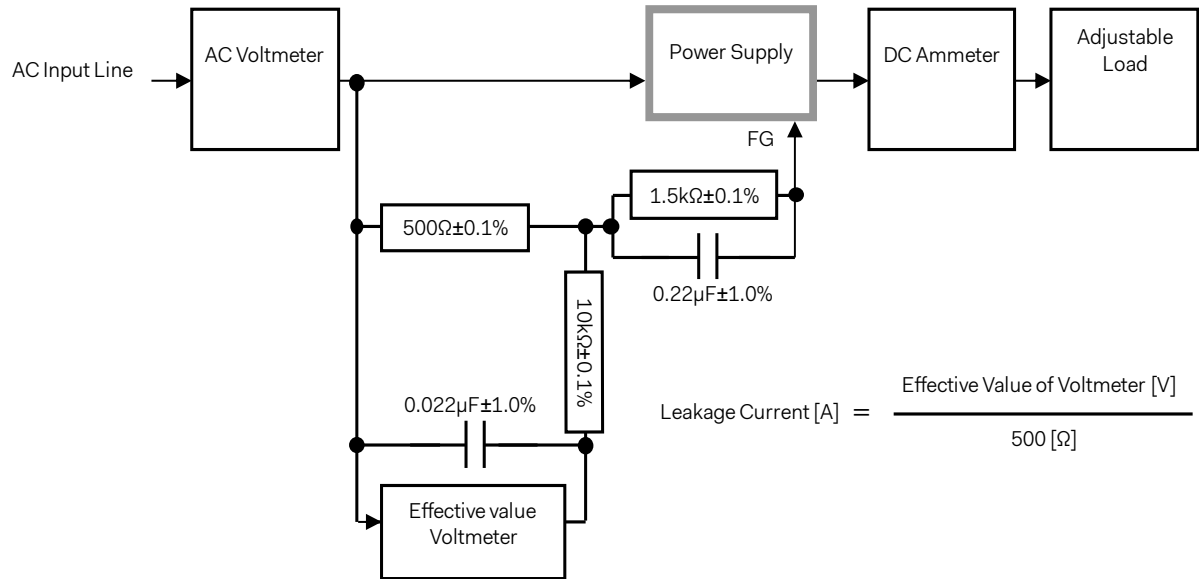 AC Input Line
AC Voltmeter
Power Supply
DC Ammeter
Adjustable
Load
FG
1.5kΩ±0.1%
500Ω±0.1%
0.22µF±1.0%
10kΩ±0.1%
0.022µF±1.0%
Effective value
Voltmeter
Leakage Current [A] =
Effective Value of Voltmeter [V]
500 [Ω]